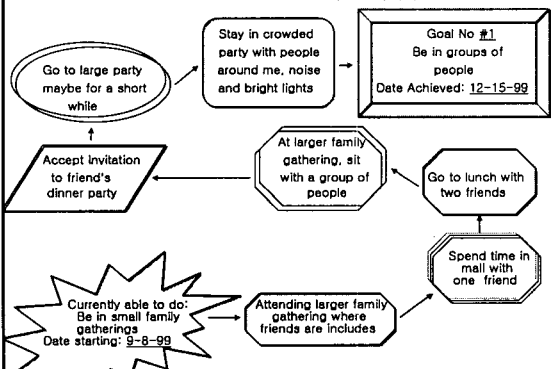 Stay in crowded
party with people
around me, noise
and bright lights
Goal No #1
Be in groups of
people
Date Achieved: 12-15-99
Go to large party
maybe for a short
while
Accept Invitation
to friend's
dinner party
At larger family
gathering, sit
with a group of
people
Go to lunch with
two friends
Spend time in
mall with
one friend
Currently able to do:
Be in small family
gatherings
Date starting: 9-8-99
Attending larger family
gathering where
friends are includes